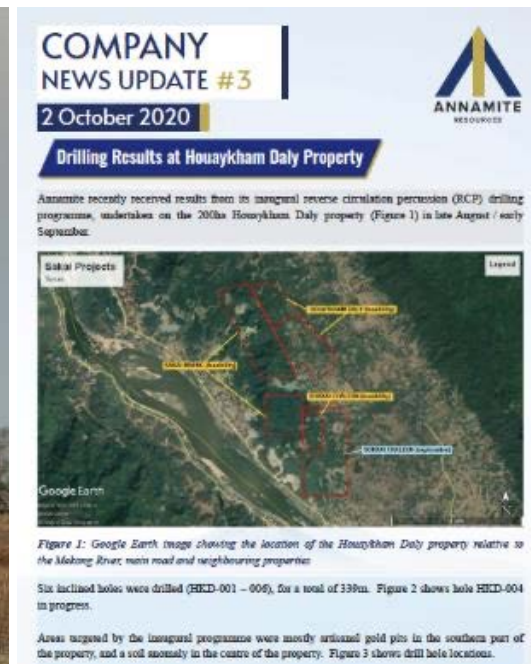 COMPANY
NEWS UPDATE #3
2 October 2020
ANNAMITE
RESOURCES
Drilling Results at Houaykham Daly Property
Annamite recently received results from its inaugural reverse circulation percussion (RCP) drilling
programme, undertaken on the 200ha Houaykham Daly property (Figure 1) in late August / early
September.
Sakai Projects
Legend
Google Earth
Figure 1: Google Earth image showing the location of the Houaykham Daly property relative to
the Mekong River, main road and neighbouring properties
Six inclined holes were drilled (HKD-001 – 006), for a total of 339m. Figure 2 shows hole HKD-004
in progress.
Areas targeted by the inaugural programme were mostly artisanal gold pits in the southern part of
the property, and a soil anomaly in the centre of the property. Figure 3 shows drill hole locations.